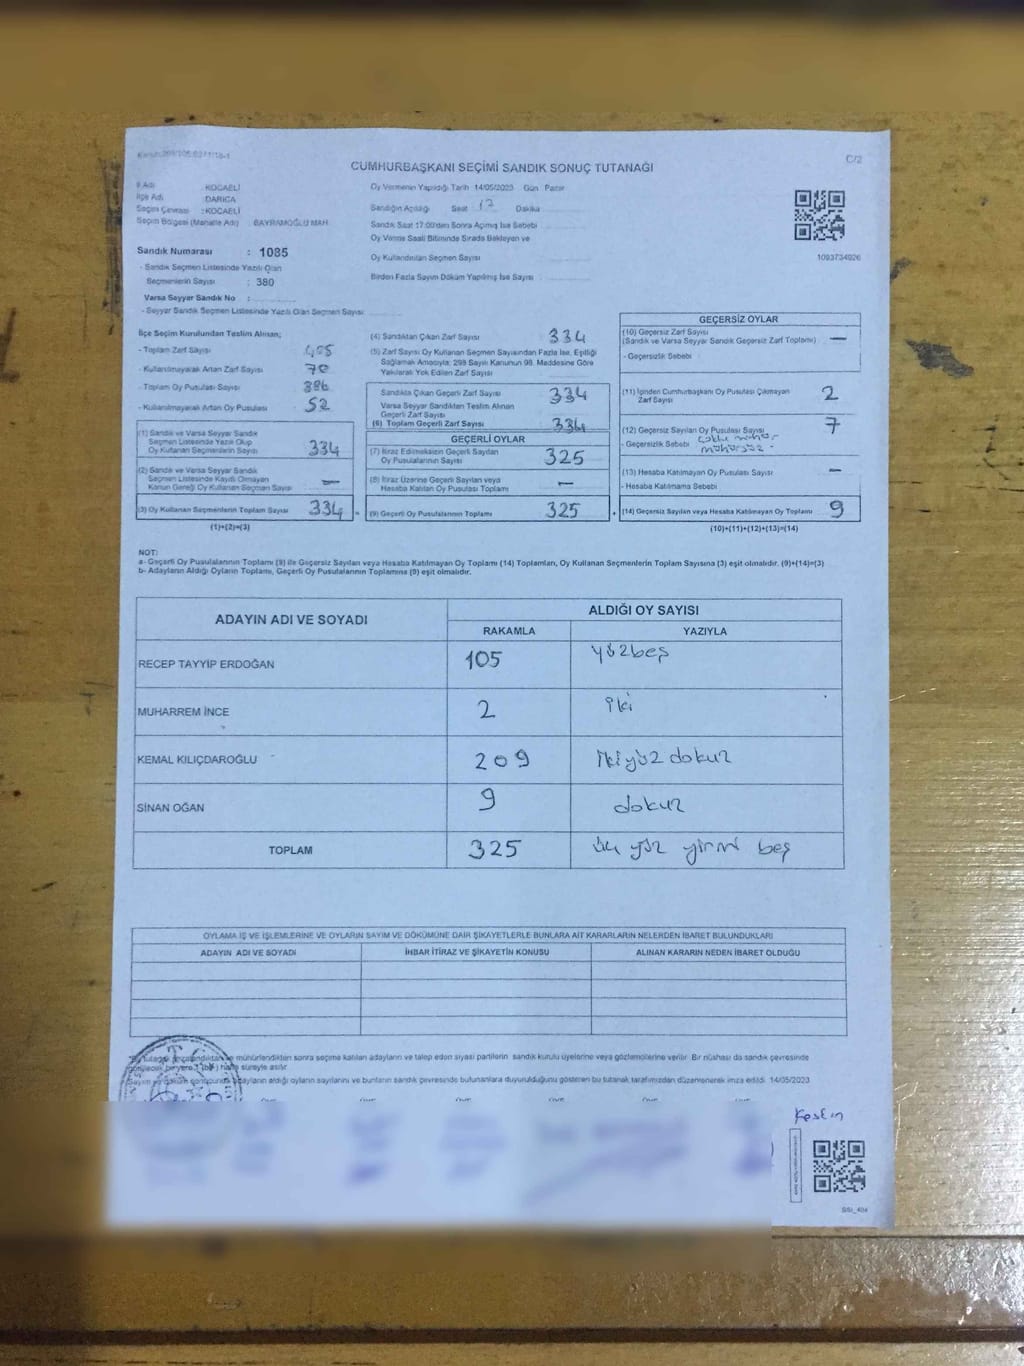 C/2
CUMHURBAŞKANI SEÇİMİ SANDIK SONUÇ TUTANAĞI
İl Adı : KOCAELİ
İlçe Adı : DARICA
Seçim Çevresi : KOCAELİ
Seçim Bölgesi (Mahalle Adı) : BAYRAMOĞLU MAH.
Sandık Numarası : 1085
- Sandık Seçmen Listesinde Yazılı Olan
Seçmenlerin Sayısı : 380
Varsa Seyyar Sandık No :
- Seyyar Sandık Seçmen Listesinde Yazılı Olan Seçmen Sayısı
Oy Vermenin Yapıldığı Tarih 14/05/2023 Gün Pazar
Sandığın Açıldığı Saat 17 Dakika
Sandık Saat 17:00'den Sonra Açılmış İse Sebebi
Oy Verme Saati Bitiminde Sırada Bekleyen ve
Oy Kullandırılan Seçmen Sayısı
Birden Fazla Sayım Döküm Yapılmış İse Sayısı
1093734926
İlçe Seçim Kurulundan Teslim Alınan;
- Toplam Zarf Sayısı 405
- Kullanılmayarak Artan Zarf Sayısı
- Toplam Oy Pusulası Sayısı 386
- Kullanılmayarak Artan Oy Pusulası 52
(1) Sandık ve Varsa Seyyar Sandık
Seçmen Listesinde Yazılı Olup
Oy Kullanan Seçmenlerin Sayısı 334
(2) Sandık ve Varsa Seyyar Sandık
Seçmen Listesinde Kayıtlı Olmayan
Kanun Gereği Oy Kullanan Seçmen Sayısı —
(3) Oy Kullanan Seçmenlerin Toplam Sayısı 334 =
(1)+(2)=(3)
(4) Sandıktan Çıkan Zarf Sayısı 334
(5) Zarf Sayısı Oy Kullanan Seçmen Sayısından Fazla İse, Eşitliği
Sağlamak Amacıyla; 298 Sayılı Kanunun 98. Maddesine Göre
Yakılarak Yok Edilen Zarf Sayısı
Sandıkta Çıkan Geçerli Zarf Sayısı 334
Varsa Seyyar Sandıktan Teslim Alınan
Geçerli Zarf Sayısı
(6) Toplam Geçerli Zarf Sayısı 334
GEÇERLİ OYLAR
(7) İtiraz Edilmeksizin Geçerli Sayılan
Oy Pusulalarının Sayısı 325
(8) İtiraz Üzerine Geçerli Sayılan veya
Hesaba Katılan Oy Pusulası Toplamı —
(9) Geçerli Oy Pusulalarının Toplamı 325 +
GEÇERSİZ OYLAR
(10) Geçersiz Zarf Sayısı
(Sandık ve Varsa Seyyar Sandık Geçersiz Zarf Toplamı) —
- Geçersizlik Sebebi
(11) İçinden Cumhurbaşkanı Oy Pusulası Çıkmayan
Zarf Sayısı 2
(12) Geçersiz Sayılan Oy Pusulası Sayısı 7
- Geçersizlik Sebebi
(13) Hesaba Katılmayan Oy Pusulası Sayısı —
- Hesaba Katılmama Sebebi
(14) Geçersiz Sayılan veya Hesaba Katılmayan Oy Toplamı 9
(10)+(11)+(12)+(13)=(14)
NOT:
a- Geçerli Oy Pusulalarının Toplamı (9) ile Geçersiz Sayılan veya Hesaba Katılmayan Oy Toplamı (14) Toplamları, Oy Kullanan Seçmenlerin Toplam Sayısına (3) eşit olmalıdır. (9)+(14)=(3)
b- Adayların Aldığı Oyların Toplamı, Geçerli Oy Pusulalarının Toplamına (9) eşit olmalıdır.
ADAYIN ADI VE SOYADI ALDIĞI OY SAYISI
RAKAMLA YAZIYLA
RECEP TAYYİP ERDOĞAN 105 yüzbeş
MUHARREM İNCE 2 iki
KEMAL KILIÇDAROĞLU 209 ikiyüz dokuz
SİNAN OĞAN 9 dokuz
TOPLAM 325 üç yüz yirmi beş
OYLAMA İŞ VE İŞLEMLERİNE VE OYLARIN SAYIM VE DÖKÜMÜNE DAİR ŞİKAYETLERLE BUNLARA AİT KARARLARIN NELERDEN İBARET BULUNDUKLARI
ADAYIN ADI VE SOYADI İHBAR İTİRAZ VE ŞİKAYETİN KONUSU ALINAN KARARIN NEDEN İBARET OLDUĞU
mühürlendikten sonra seçime katılan adayların ve talep eden siyasi partilerin sandık kurulu üyelerine veya gözlemcilerine verilir. Bir nüshası da sandık çevresinde
süreyle asılır.
adayların aldığı oyların sayılarını ve bunların sandık çevresinde bulunanlara duyurulduğunu gösteren bu tutanak tarafımızdan düzenlenerek imza edildi. 14/05/2023
Keskin